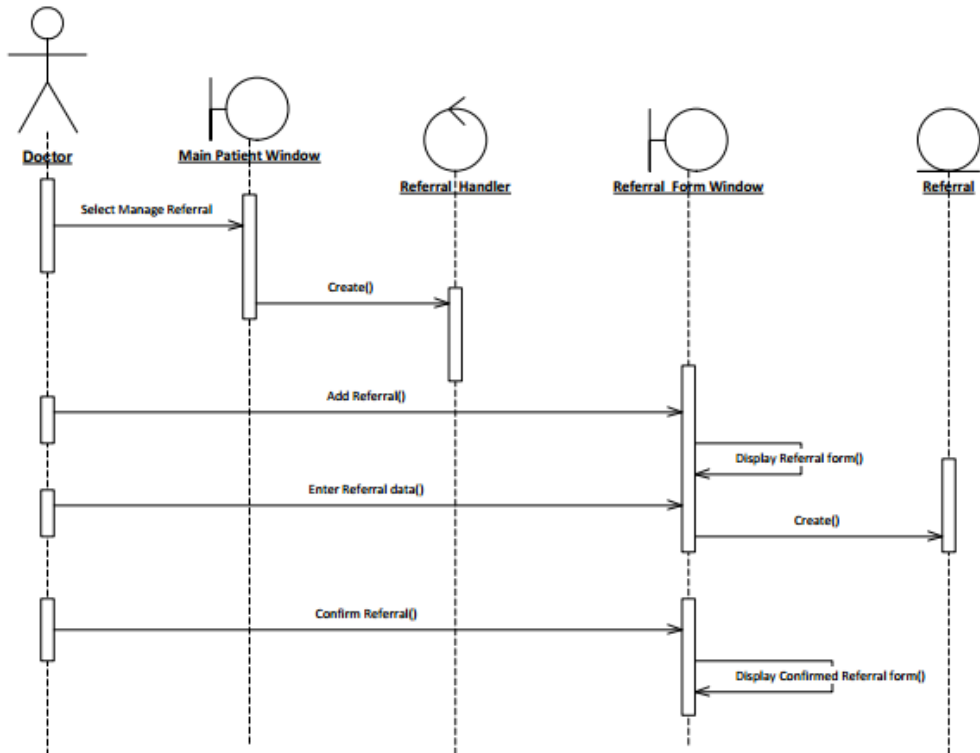 Doctor
Main Patient Window
Referral Handler
Referral Form Window
Referral
Select Manage Referral
Create()
Add Referral()
Display Referral form()
Enter Referral data()
Create()
Confirm Referral()
Display Confirmed Referral form()